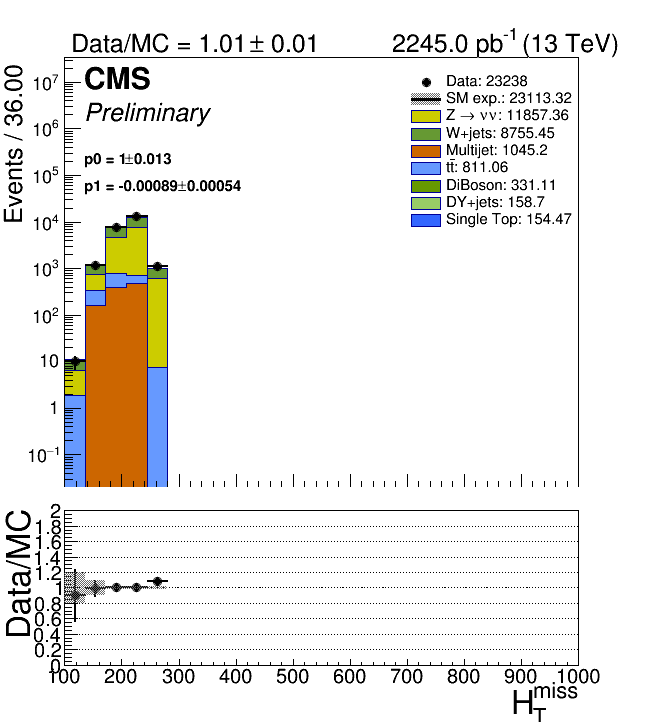 Data/MC = 1.01 ± 0.01 2245.0 pb⁻¹ (13 TeV)
Events / 36.00
CMS
Preliminary
p0 = 1±0.013
p1 = -0.00089±0.00054
Data: 23238
SM exp.: 23113.32
Z → νν: 11857.36
W+jets: 8755.45
Multijet: 1045.2
tt̄: 811.06
DiBoson: 331.11
DY+jets: 158.7
Single Top: 154.47
10⁷
10⁶
10⁵
10⁴
10³
10²
10
1
10⁻¹
Data/MC
2
1.8
1.6
1.4
1.2
1
0.8
0.6
0.4
0.2
0
100 200 300 400 500 600 700 800 900 1000
H_T^miss